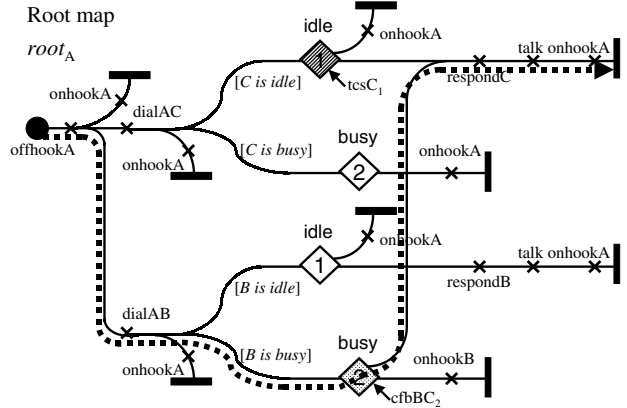 Root map
root_A
idle
1
onhookA
tcsC_1
[C is idle]
respondC
talk onhookA
onhookA
dialAC
offhookA
onhookA
[C is busy]
busy
2
onhookA
idle
1
onhookA
[B is idle]
respondB
talk onhookA
dialAB
onhookA
[B is busy]
busy
2
onhookB
cfbBC_2